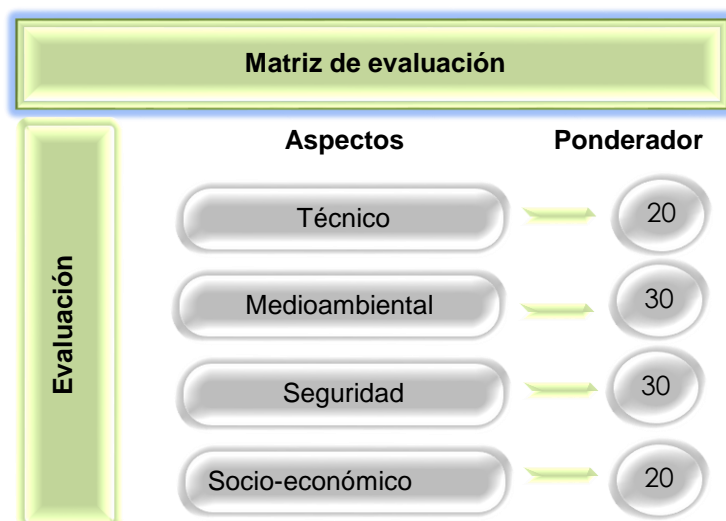 Matriz de evaluación
Aspectos Ponderador
Evaluación
Técnico 20
Medioambiental 30
Seguridad 30
Socio-económico 20